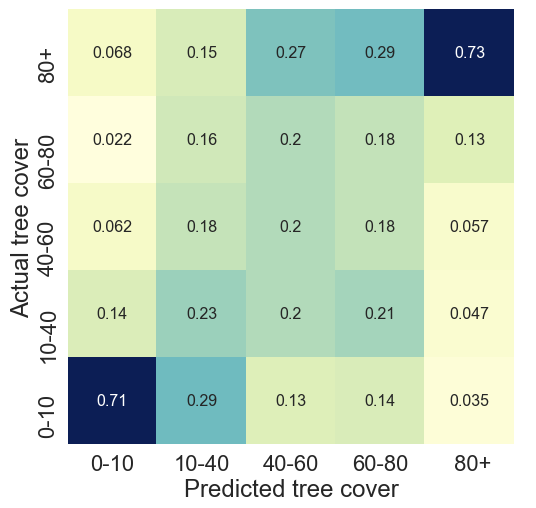 Actual tree cover
80+ 0.068 0.15 0.27 0.29 0.73
60-80 0.022 0.16 0.2 0.18 0.13
40-60 0.062 0.18 0.2 0.18 0.057
10-40 0.14 0.23 0.2 0.21 0.047
0-10 0.71 0.29 0.13 0.14 0.035
0-10 10-40 40-60 60-80 80+
Predicted tree cover